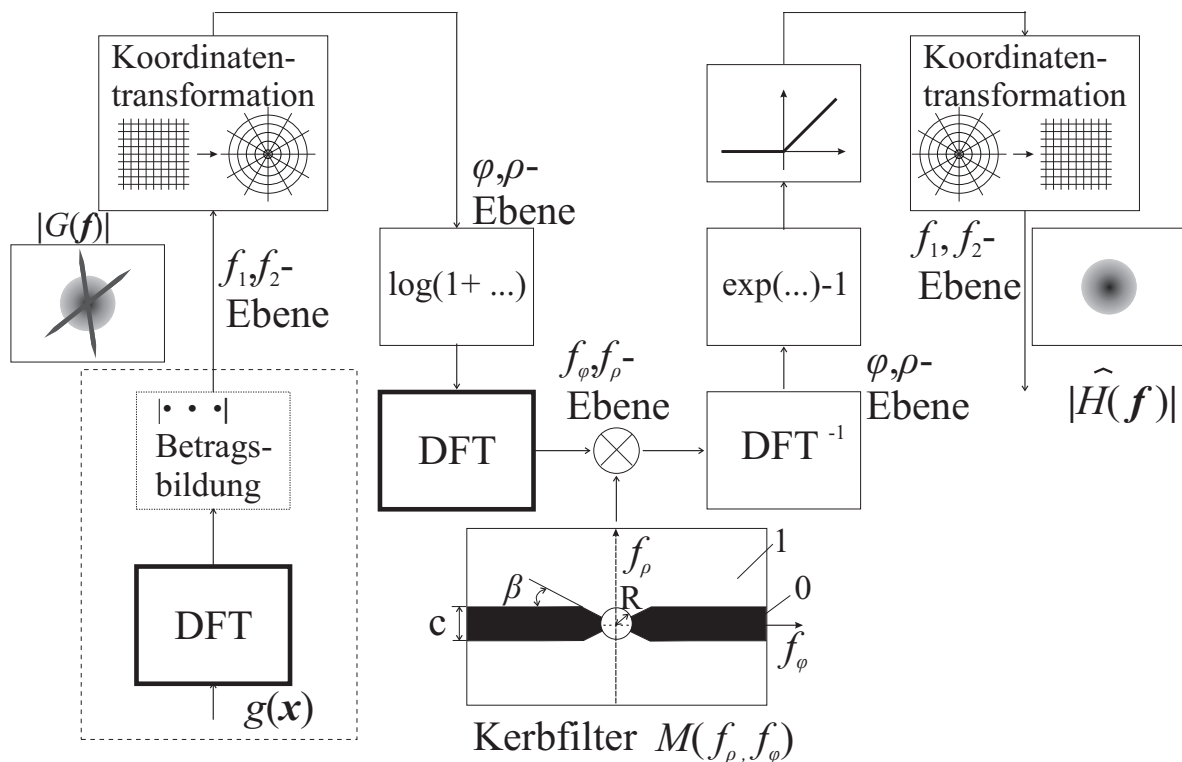 g(x)
DFT
|• • •|
Betrags-
bildung
|G(f)|
f₁,f₂-
Ebene
Koordinaten-
transformation
φ,ρ-
Ebene
log(1+ ...)
DFT
f_φ,f_ρ-
Ebene
Kerbfilter M(f_ρ,f_φ)
f_ρ
1
0
β
R
c
f_φ
DFT ⁻¹
φ,ρ-
Ebene
exp(...)-1
Koordinaten-
transformation
f₁,f₂-
Ebene
|Ĥ(f)|